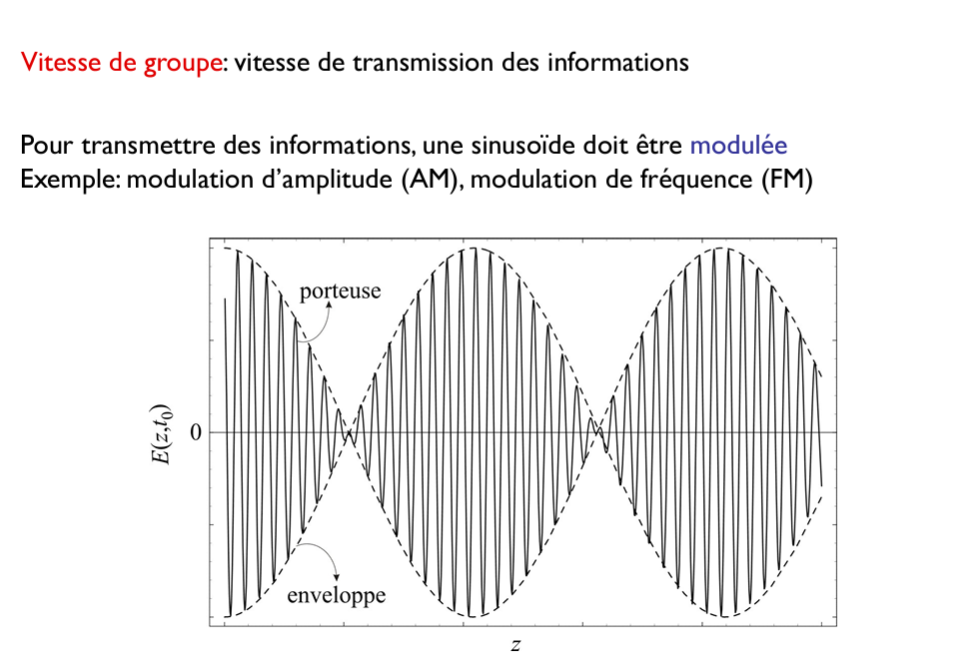 Vitesse de groupe: vitesse de transmission des informations
Pour transmettre des informations, une sinusoïde doit être modulée
Exemple: modulation d’amplitude (AM), modulation de fréquence (FM)
porteuse
E(z,t₀)
0
enveloppe
z